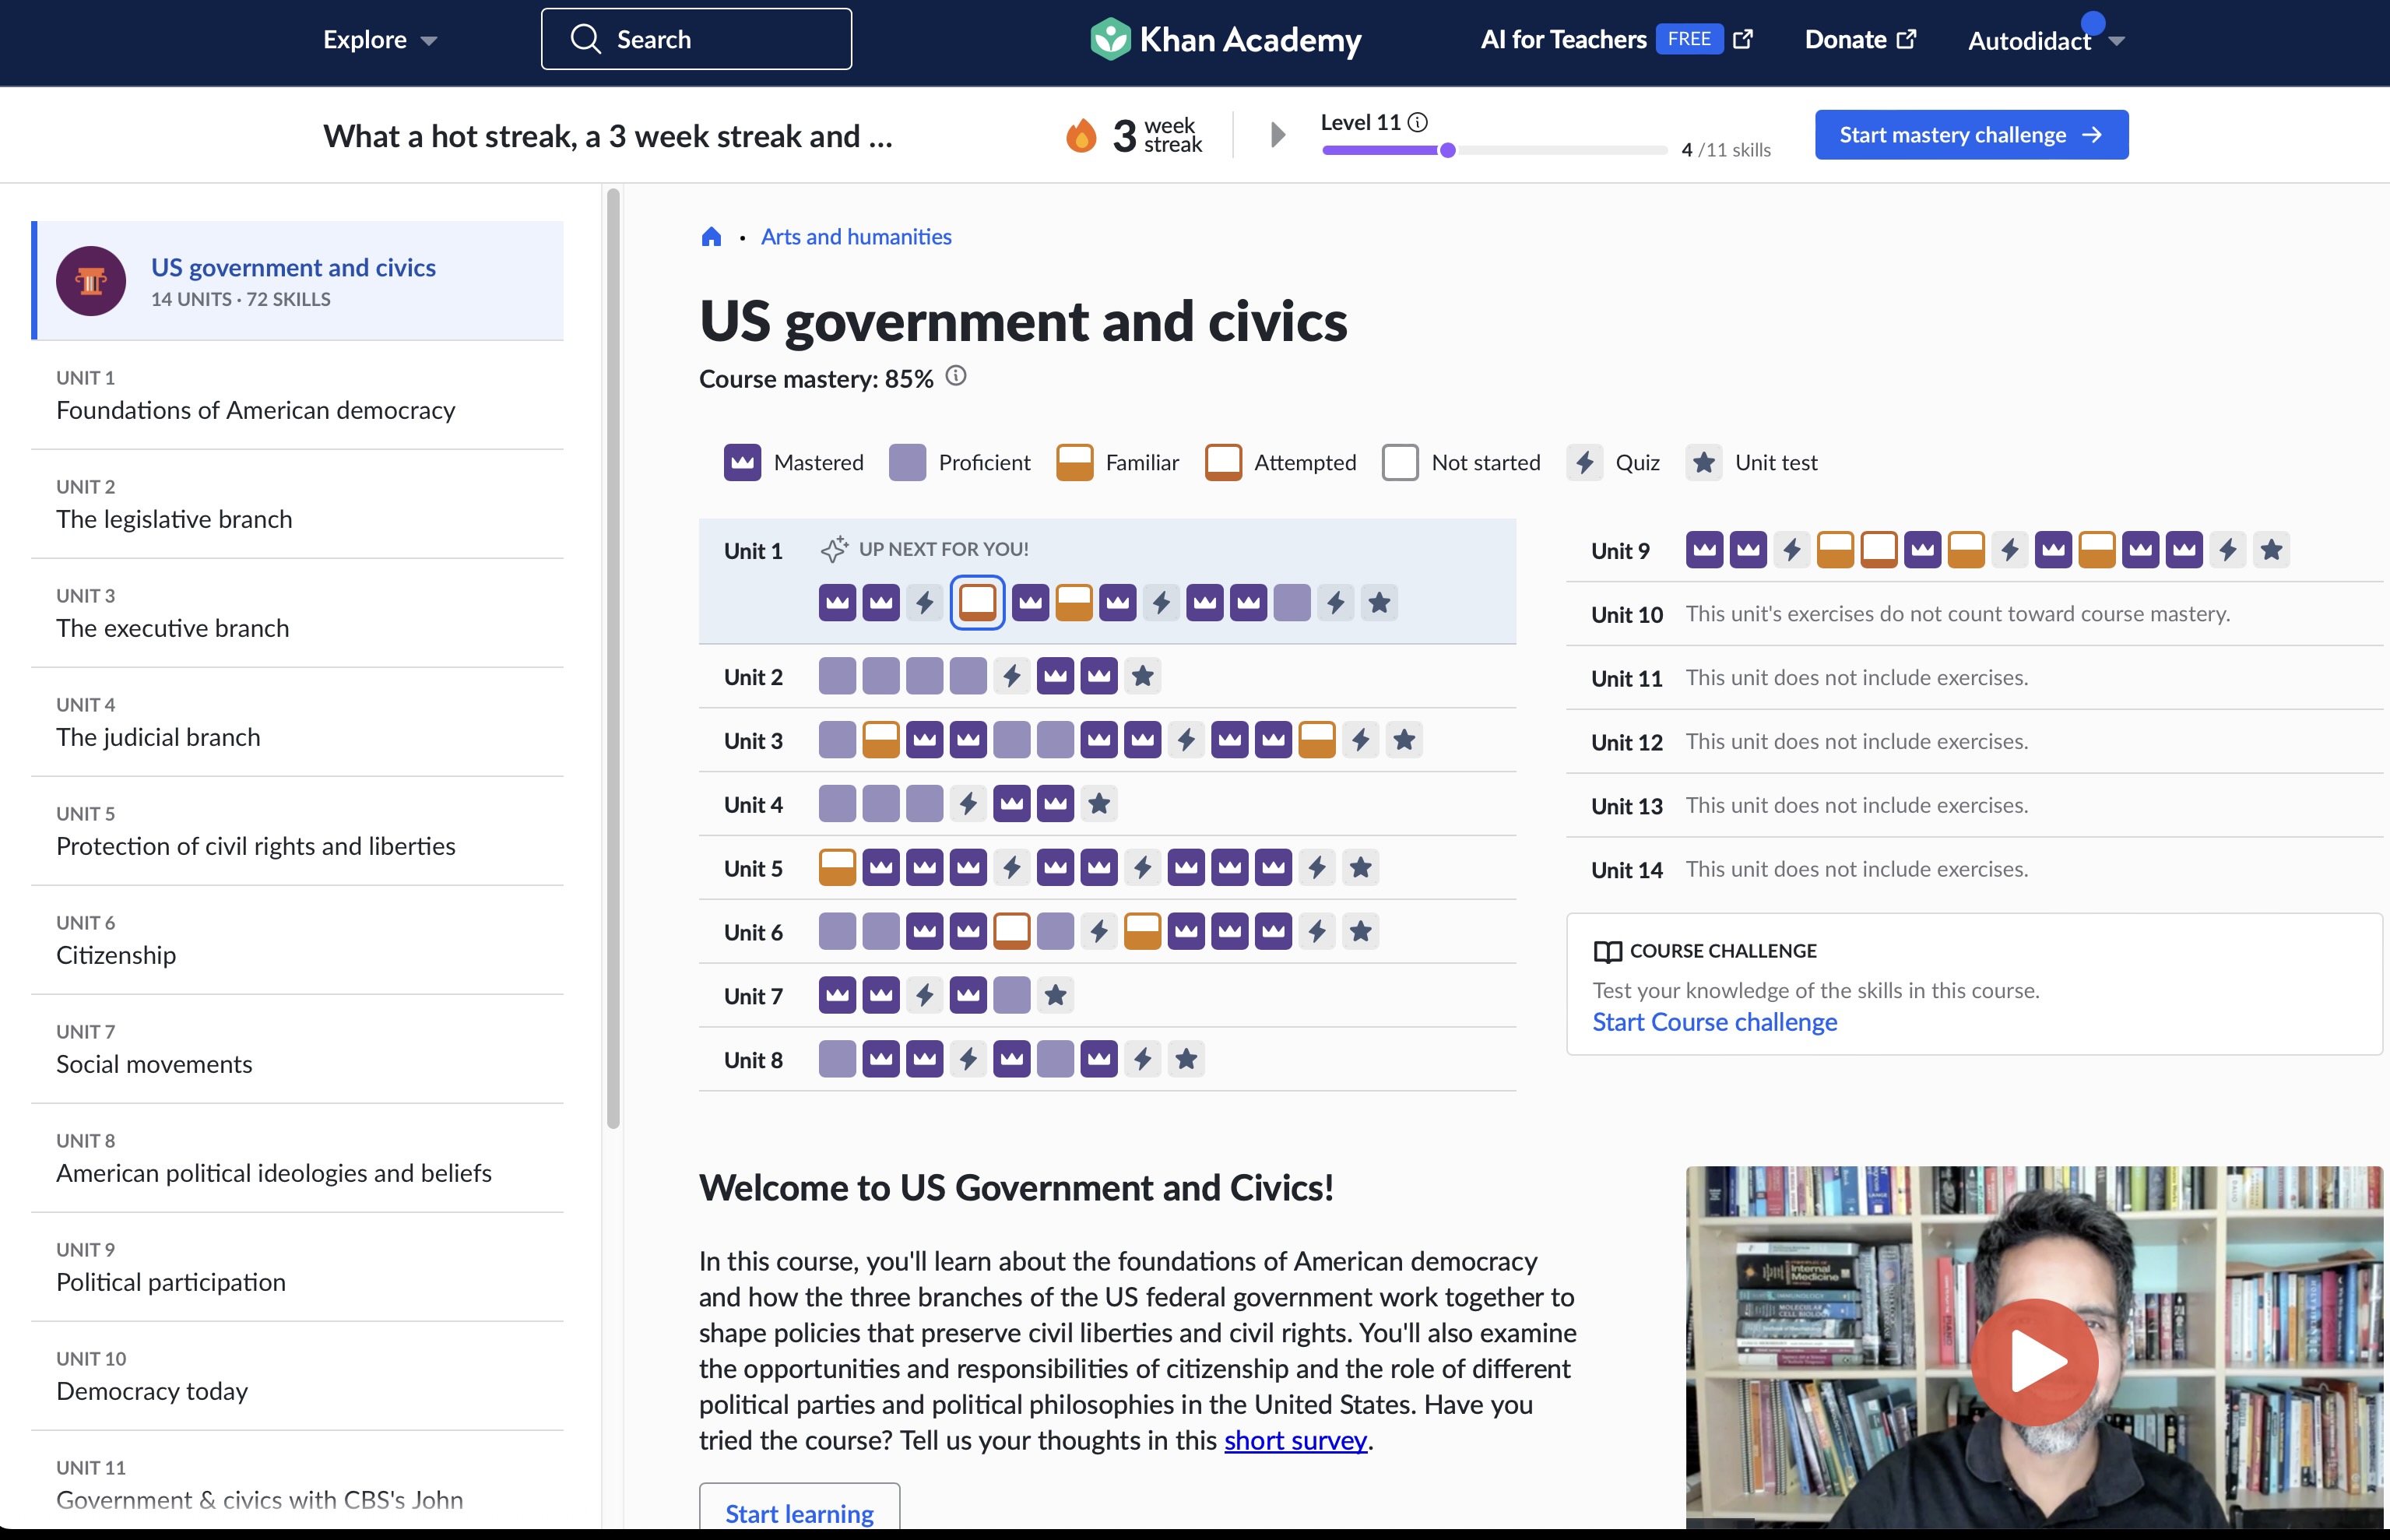 Explore
Search
Khan Academy
AI for Teachers FREE
Donate
Autodidact
What a hot streak, a 3 week streak and ...
3 week streak
Level 11
4 /11 skills
Start mastery challenge
US government and civics
14 UNITS · 72 SKILLS
UNIT 1
Foundations of American democracy
UNIT 2
The legislative branch
UNIT 3
The executive branch
UNIT 4
The judicial branch
UNIT 5
Protection of civil rights and liberties
UNIT 6
Citizenship
UNIT 7
Social movements
UNIT 8
American political ideologies and beliefs
UNIT 9
Political participation
UNIT 10
Democracy today
UNIT 11
Government & civics with CBS's John
Arts and humanities
US government and civics
Course mastery: 85%
Mastered
Proficient
Familiar
Attempted
Not started
Quiz
Unit test
Unit 1
UP NEXT FOR YOU!
Unit 2
Unit 3
Unit 4
Unit 5
Unit 6
Unit 7
Unit 8
Unit 9
Unit 10 This unit's exercises do not count toward course mastery.
Unit 11 This unit does not include exercises.
Unit 12 This unit does not include exercises.
Unit 13 This unit does not include exercises.
Unit 14 This unit does not include exercises.
COURSE CHALLENGE
Test your knowledge of the skills in this course.
Start Course challenge
Welcome to US Government and Civics!
In this course, you'll learn about the foundations of American democracy
and how the three branches of the US federal government work together to
shape policies that preserve civil liberties and civil rights. You'll also examine
the opportunities and responsibilities of citizenship and the role of different
political parties and political philosophies in the United States. Have you
tried the course? Tell us your thoughts in this short survey.
Start learning
Internal
Medicine